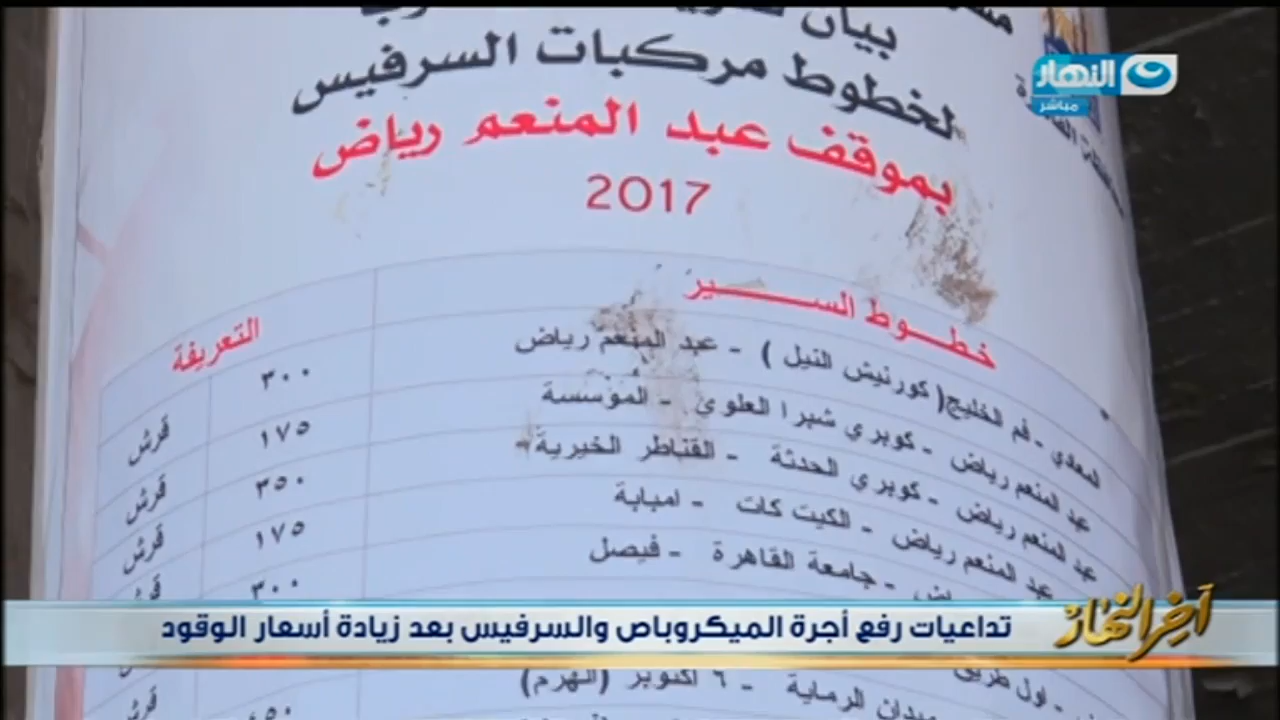 بيان
لخطوط مركبات السرفيس
بموقف عبد المنعم رياض
2017
النهار
مباشر
خطوط السير التعريفة
المعادي - فم الخليج( كورنيش النيل ) - عبد المنعم رياض ٣٠٠ قرش
عبد المنعم رياض - كوبري شبرا العلوي - المؤسسة ١٧٥ قرش
عبد المنعم رياض - كوبري الحدثة - القناطر الخيرية - ٣٥٠ قرش
عبد المنعم رياض - الكيت كات - امبابة ١٧٥
- جامعة القاهرة - فيصل ٣٠٠
آخر النهار
تداعيات رفع أجرة الميكروباص والسرفيس بعد زيادة أسعار الوقود
- اول طريق
ميدان الرماية - ٦ اكتوبر (الهرم) قرش